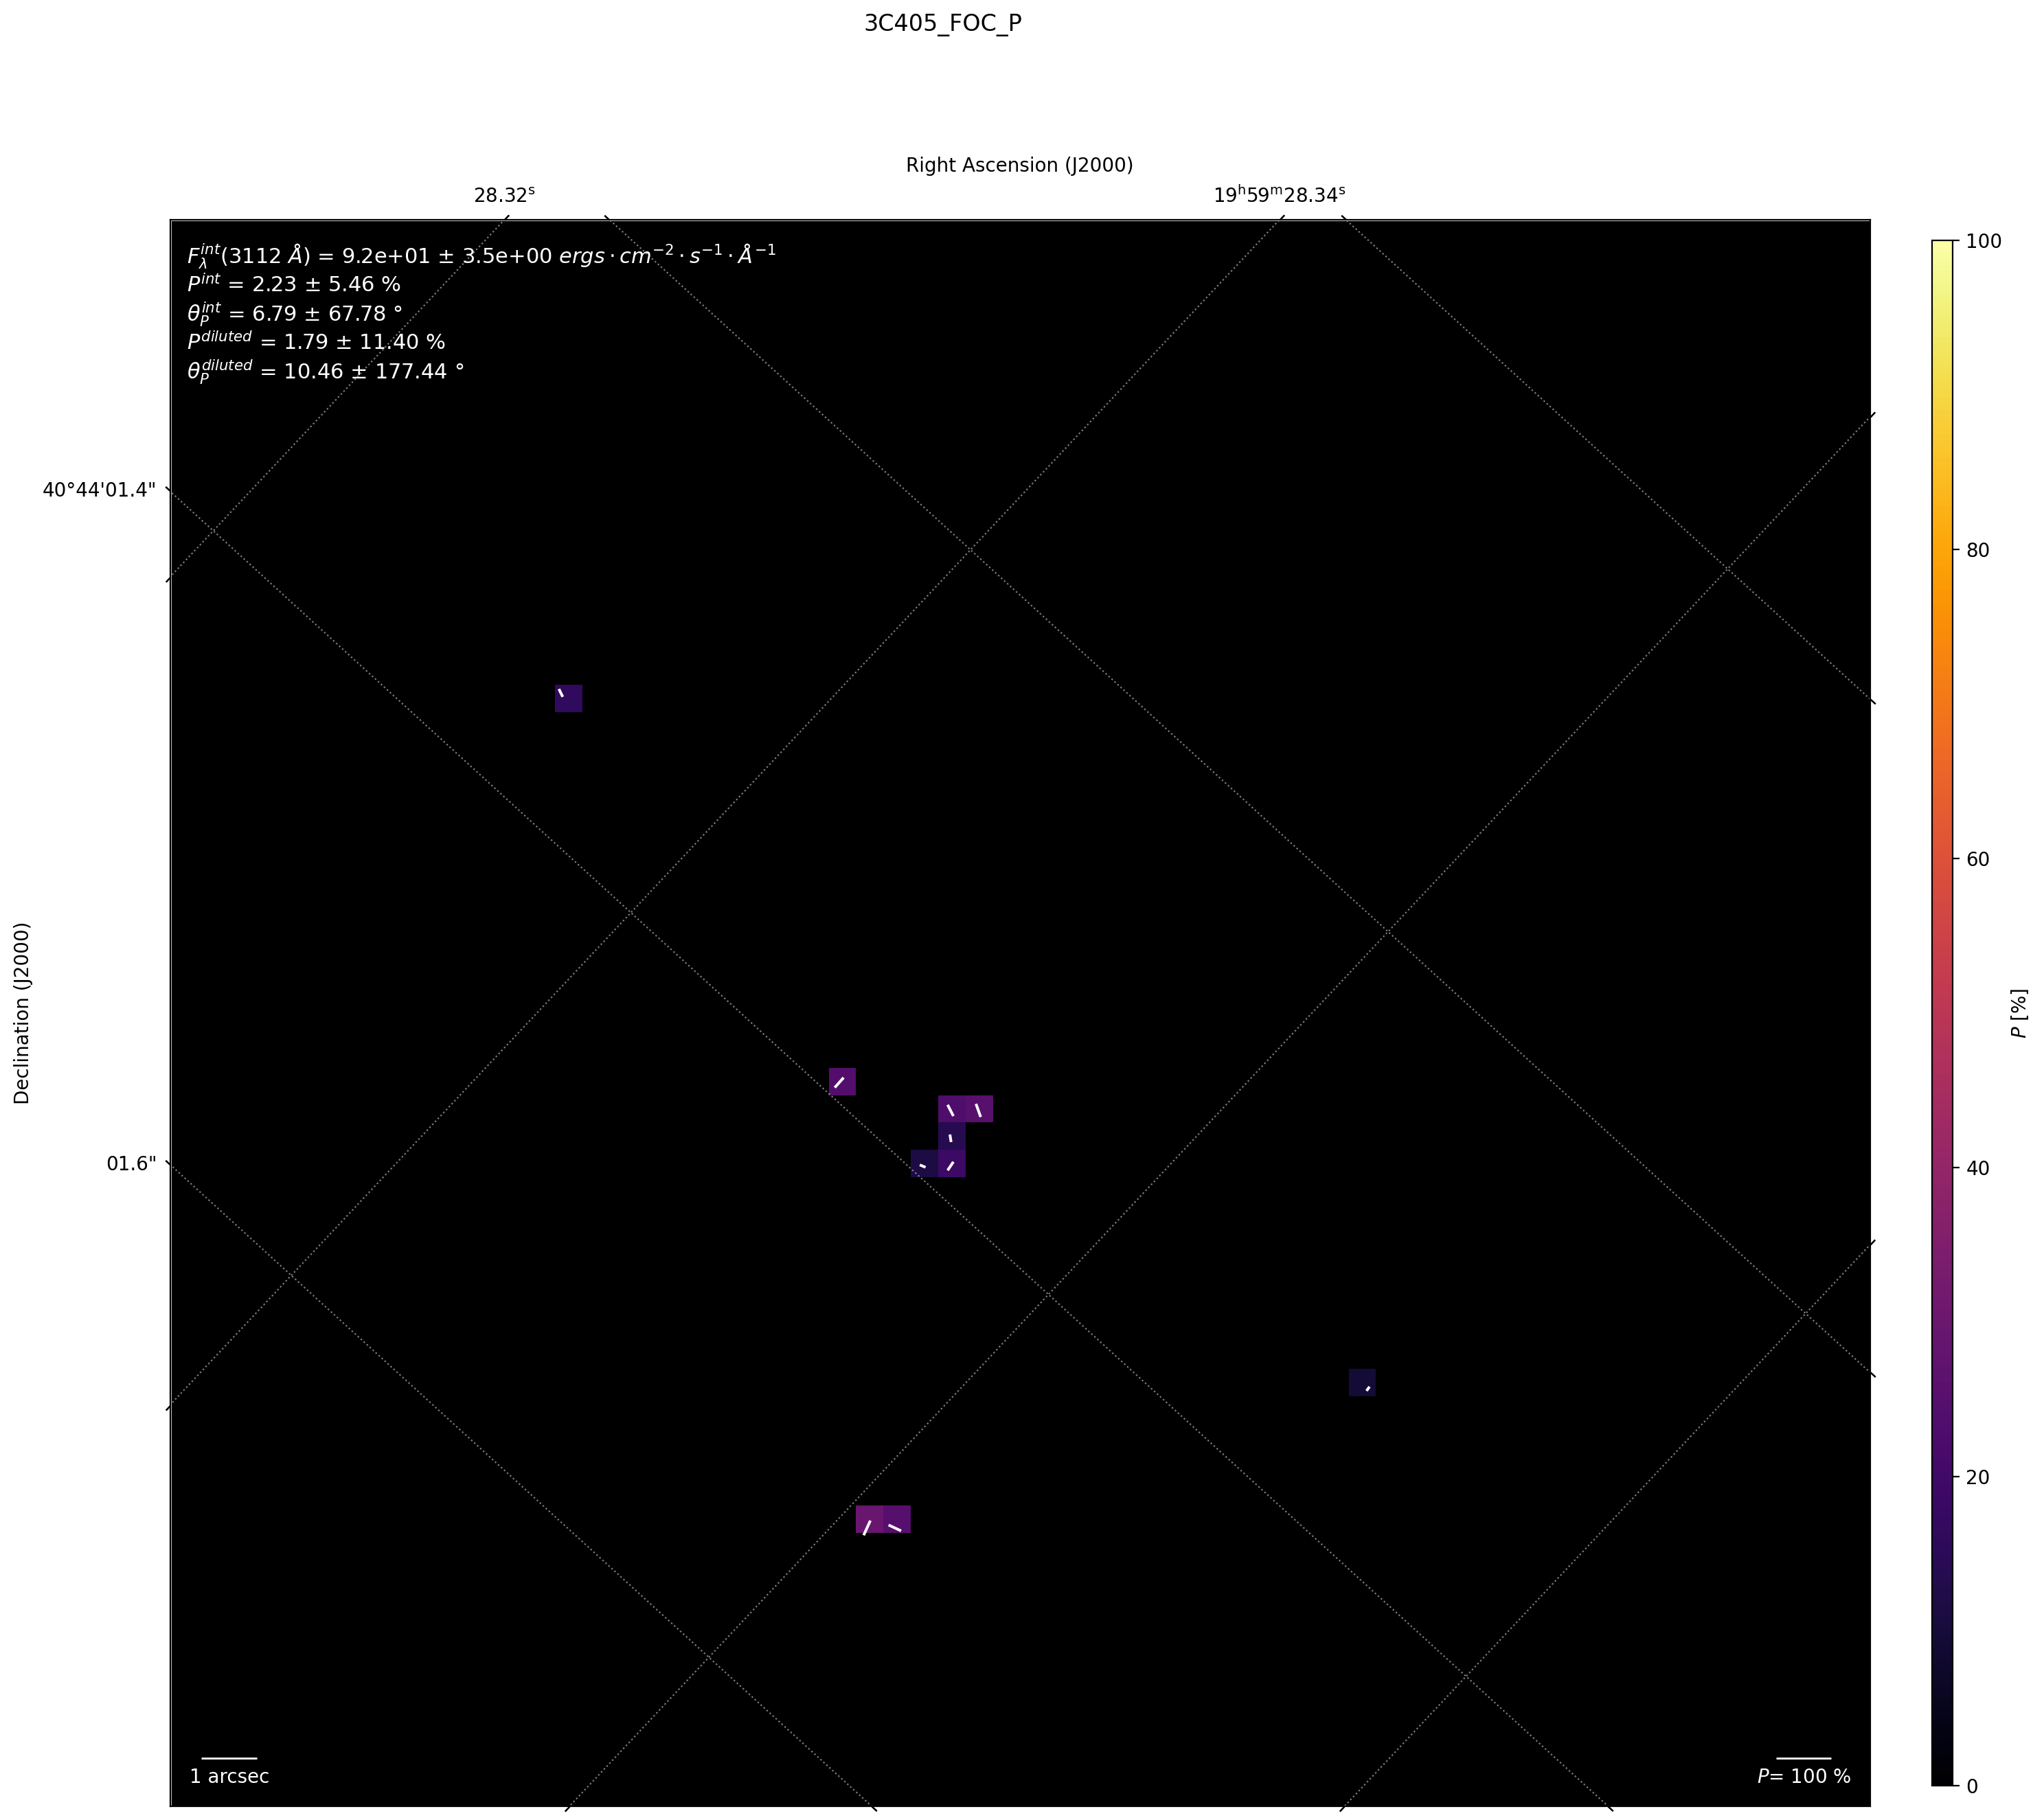 3C405_FOC_P
Right Ascension (J2000)
28.32ˢ 19ʰ59ᵐ28.34ˢ
F_λ^int(3112 Å) = 9.2e+01 ± 3.5e+00 ergs · cm⁻² · s⁻¹ · Å⁻¹
P^int = 2.23 ± 5.46 %
θ_P^int = 6.79 ± 67.78 °
P^diluted = 1.79 ± 11.40 %
θ_P^diluted = 10.46 ± 177.44 °
40°44'01.4"
01.6"
Declination (J2000)
1 arcsec
P= 100 %
100
80
60
40
20
0
P [%]